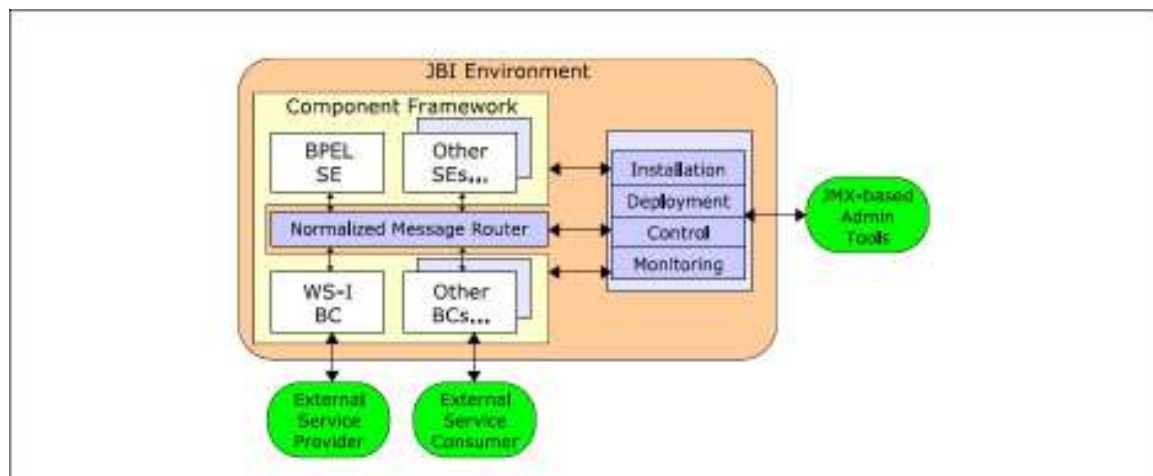 JBI Environment
Component Framework
BPEL
SE
Other
SEs...
Normalized Message Router
WS-I
BC
Other
BCs...
Installation
Deployment
Control
Monitoring
JMX-based
Admin
Tools
External
Service
Provider
External
Service
Consumer